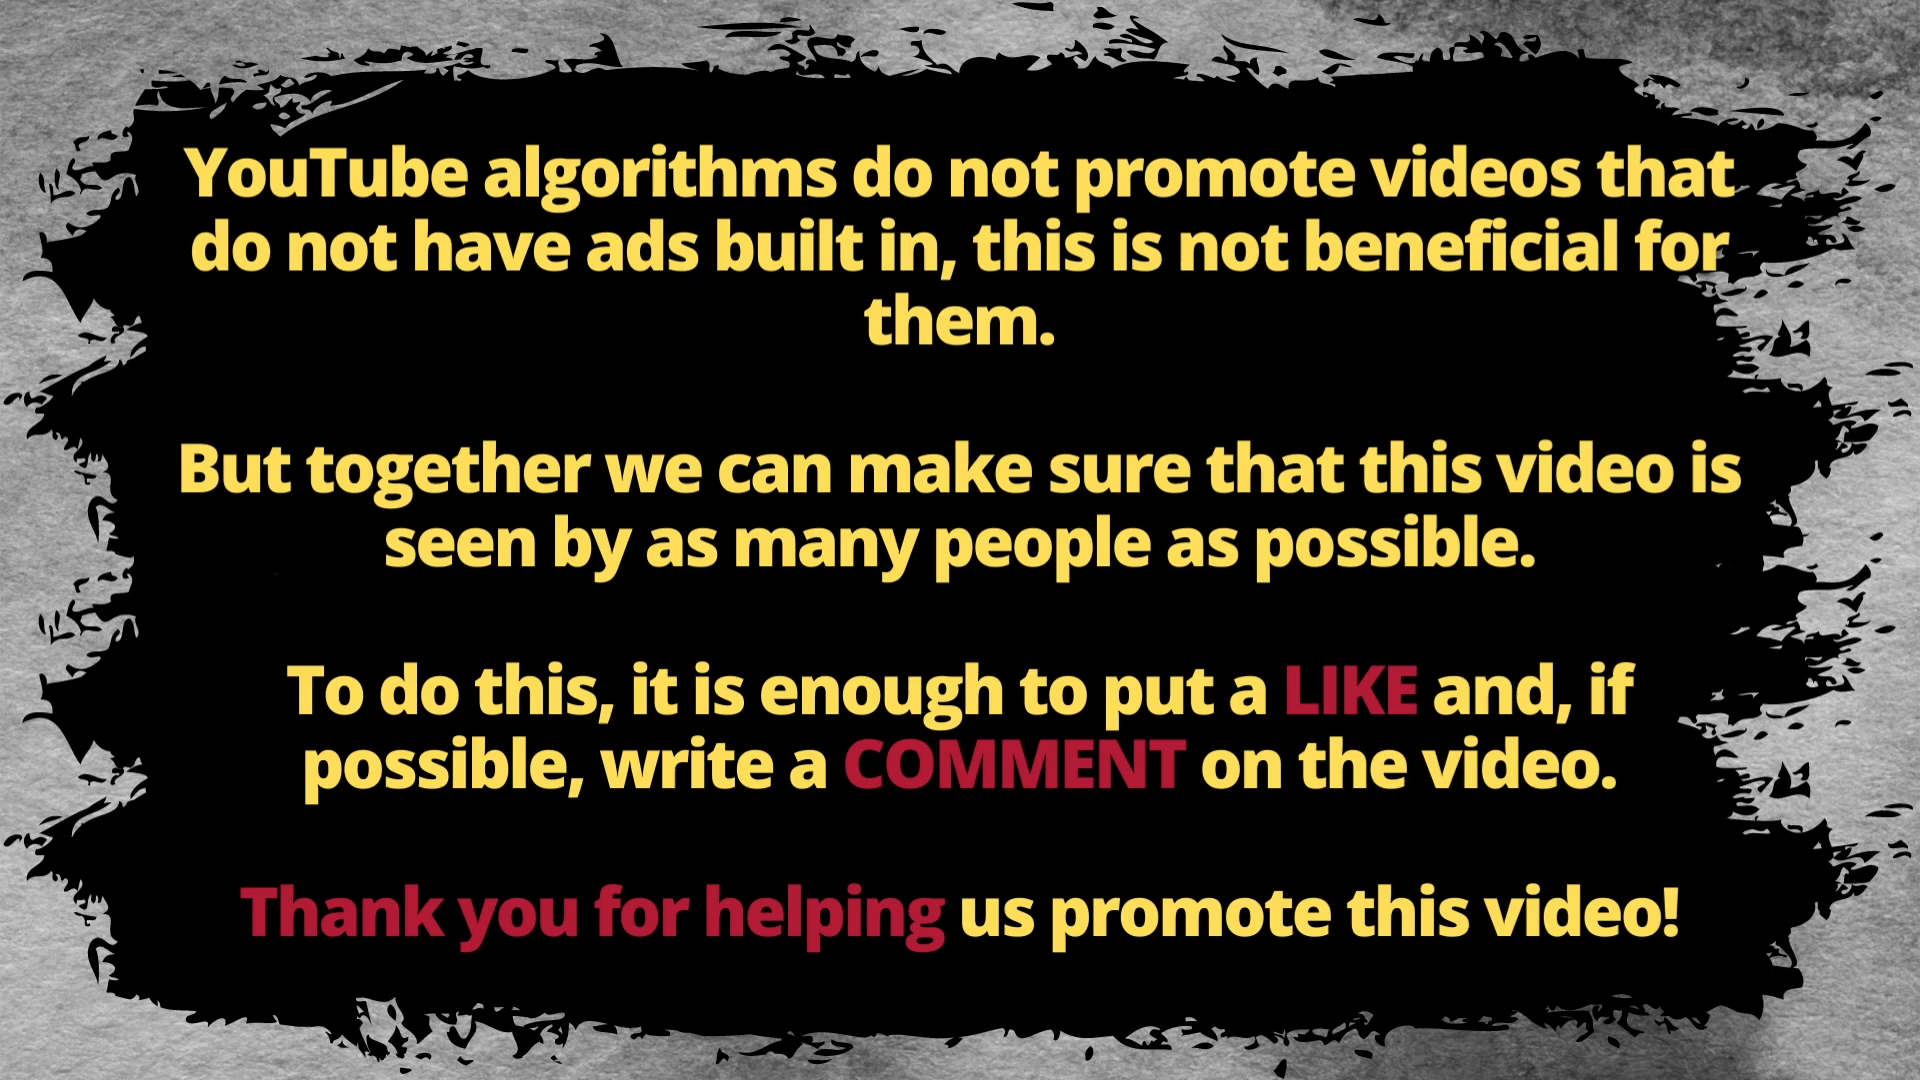 YouTube algorithms do not promote videos that
do not have ads built in, this is not beneficial for
them.
But together we can make sure that this video is
seen by as many people as possible.
To do this, it is enough to put a LIKE and, if
possible, write a COMMENT on the video.
Thank you for helping us promote this video!